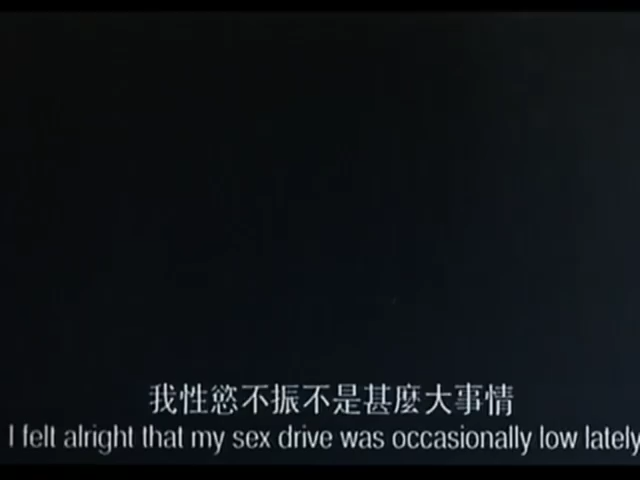 我性慾不振不是甚麼大事情
I felt alright that my sex drive was occasionally low lately